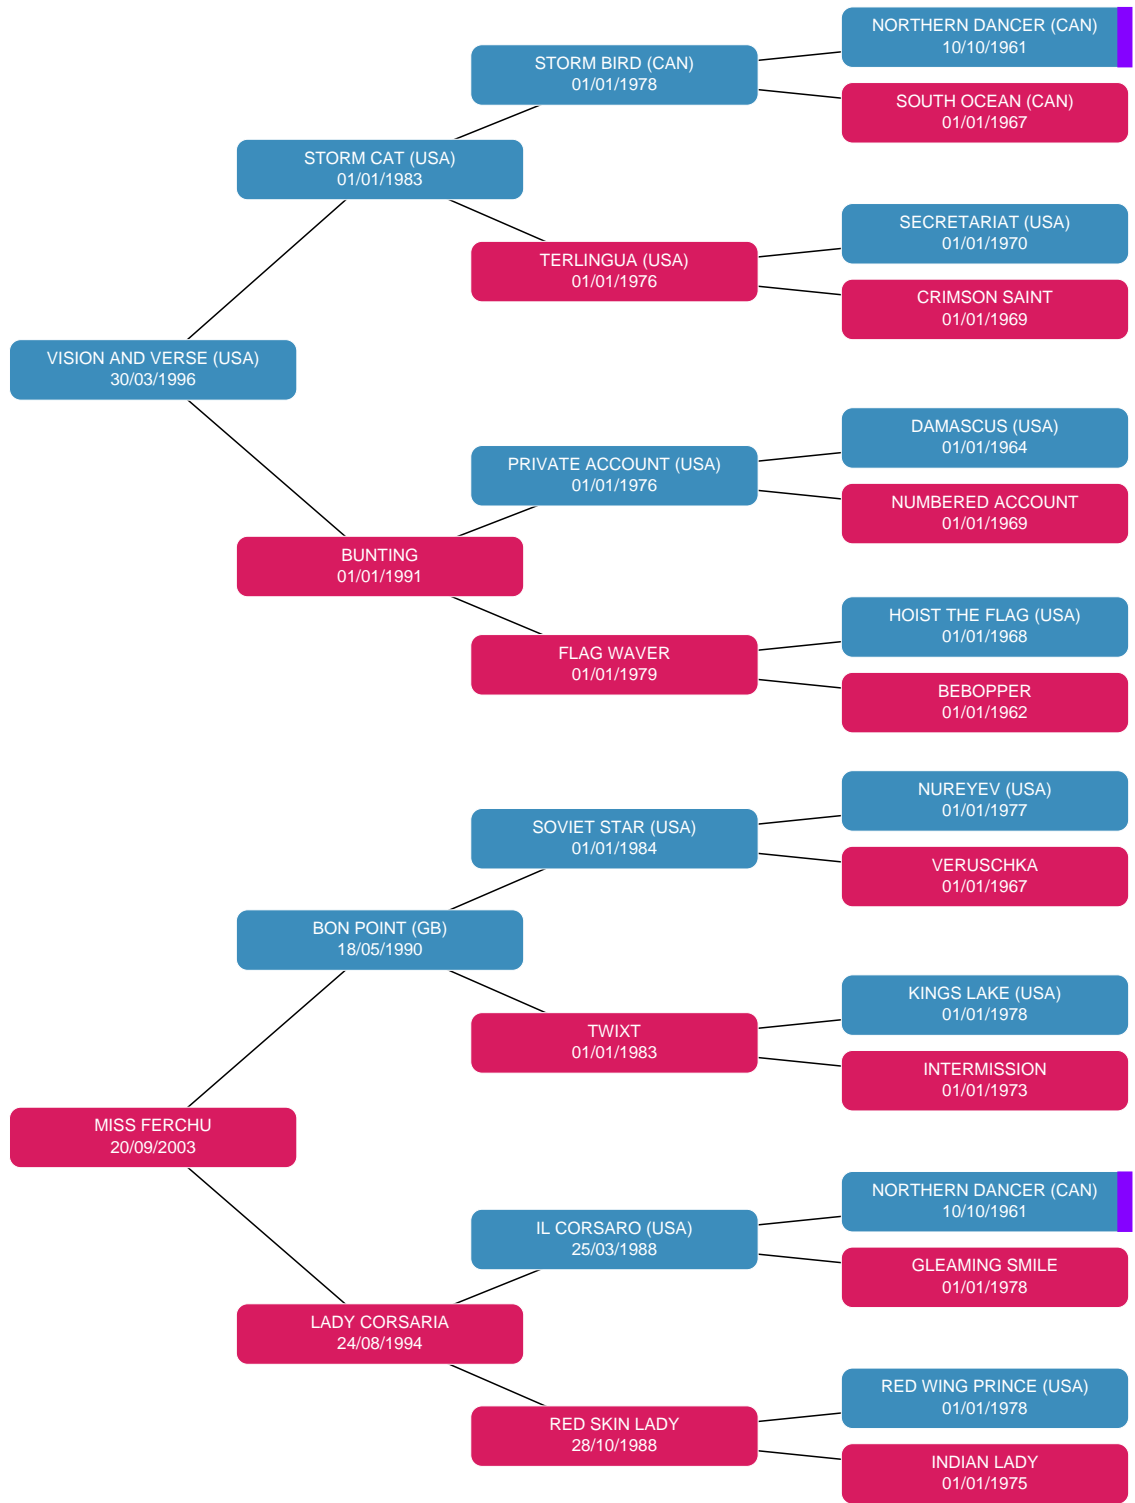 NORTHERN DANCER (CAN)
10/10/1961
STORM BIRD (CAN)
01/01/1978
SOUTH OCEAN (CAN)
01/01/1967
STORM CAT (USA)
01/01/1983
SECRETARIAT (USA)
01/01/1970
TERLINGUA (USA)
01/01/1976
CRIMSON SAINT
01/01/1969
VISION AND VERSE (USA)
30/03/1996
DAMASCUS (USA)
01/01/1964
PRIVATE ACCOUNT (USA)
01/01/1976
NUMBERED ACCOUNT
01/01/1969
BUNTING
01/01/1991
HOIST THE FLAG (USA)
01/01/1968
FLAG WAVER
01/01/1979
BEBOPPER
01/01/1962
NUREYEV (USA)
01/01/1977
SOVIET STAR (USA)
01/01/1984
VERUSCHKA
01/01/1967
BON POINT (GB)
18/05/1990
KINGS LAKE (USA)
01/01/1978
TWIXT
01/01/1983
INTERMISSION
01/01/1973
MISS FERCHU
20/09/2003
NORTHERN DANCER (CAN)
10/10/1961
IL CORSARO (USA)
25/03/1988
GLEAMING SMILE
01/01/1978
LADY CORSARIA
24/08/1994
RED WING PRINCE (USA)
01/01/1978
RED SKIN LADY
28/10/1988
INDIAN LADY
01/01/1975